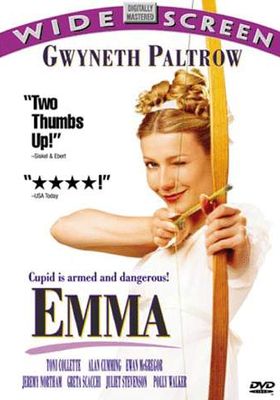 WIDE SCREEN
DIGITALLY
MASTERED
GWYNETH PALTROW
"Two
Thumbs
Up!"
–Siskel & Ebert
"★★★★!"
–USA Today
Cupid is armed and dangerous!
EMMA
TONI COLLETTE ALAN CUMMING EWAN McGREGOR
JEREMY NORTHAM GRETA SCACCHI JULIET STEVENSON POLLY WALKER
DVD
VIDEO